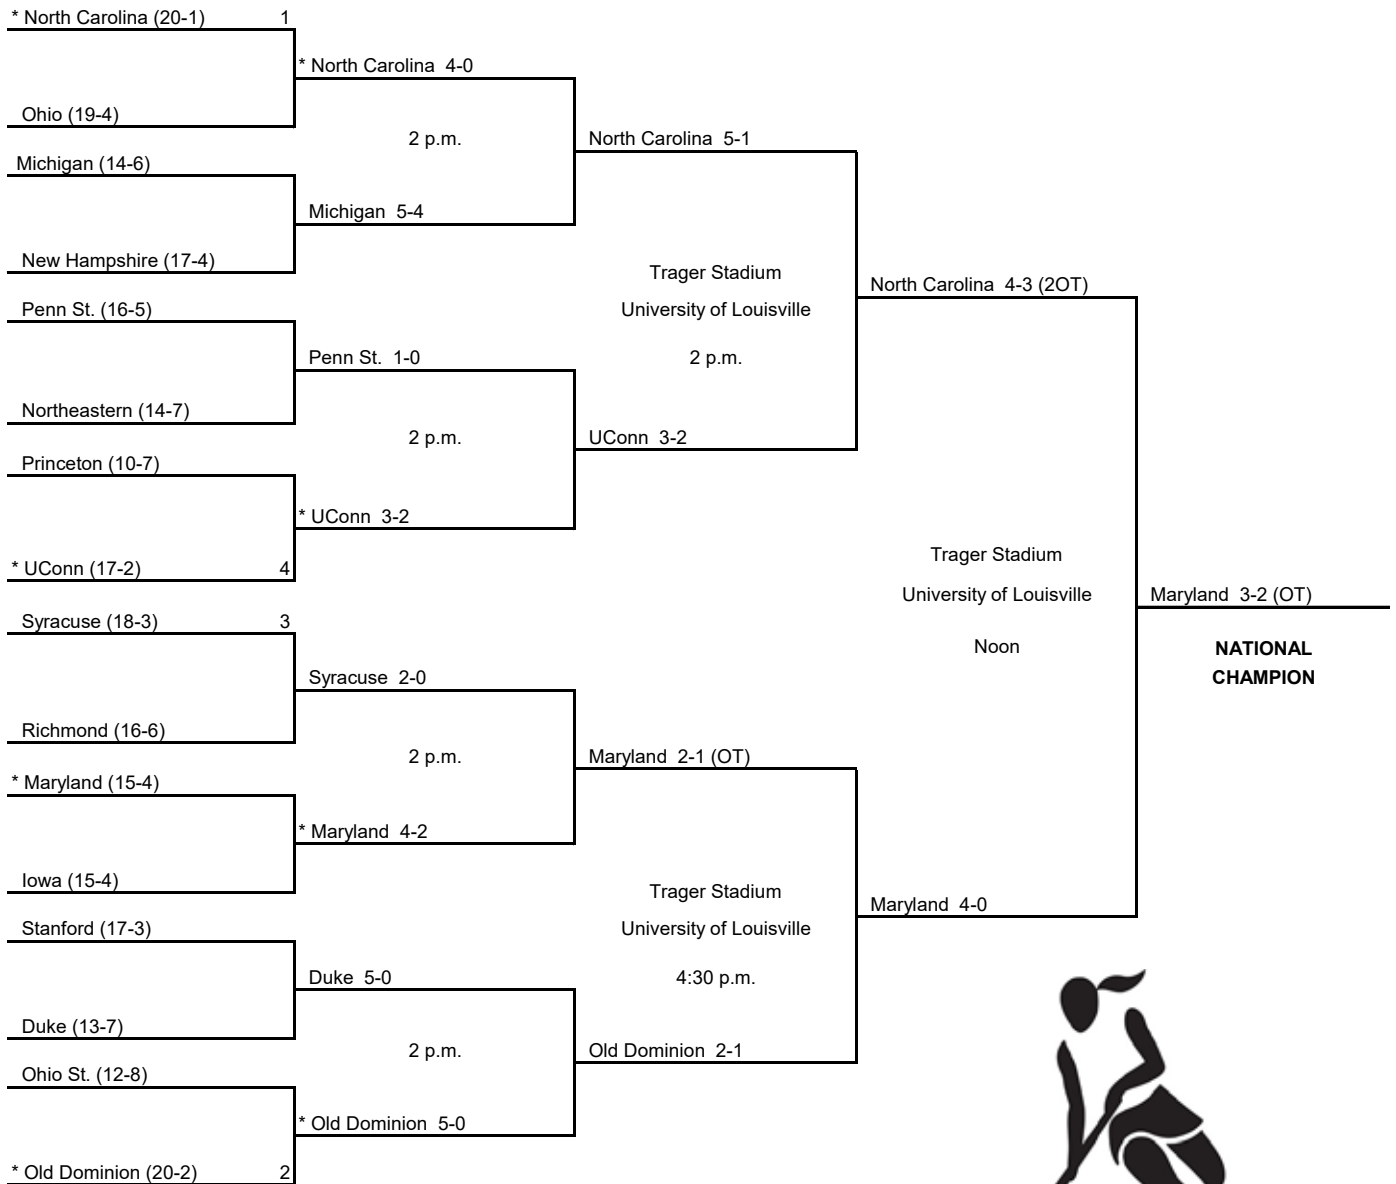 * North Carolina (20-1) 1
Ohio (19-4)
Michigan (14-6)
New Hampshire (17-4)
Penn St. (16-5)
Northeastern (14-7)
Princeton (10-7)
* UConn (17-2) 4
Syracuse (18-3) 3
Richmond (16-6)
* Maryland (15-4)
Iowa (15-4)
Stanford (17-3)
Duke (13-7)
Ohio St. (12-8)
* Old Dominion (20-2) 2
* North Carolina 4-0
2 p.m.
Michigan 5-4
Penn St. 1-0
2 p.m.
* UConn 3-2
Syracuse 2-0
2 p.m.
* Maryland 4-2
Duke 5-0
2 p.m.
* Old Dominion 5-0
North Carolina 5-1
Trager Stadium
University of Louisville
2 p.m.
UConn 3-2
Maryland 2-1 (OT)
Trager Stadium
University of Louisville
4:30 p.m.
Old Dominion 2-1
North Carolina 4-3 (2OT)
Trager Stadium
University of Louisville
Noon
Maryland 4-0
Maryland 3-2 (OT)
NATIONAL
CHAMPION